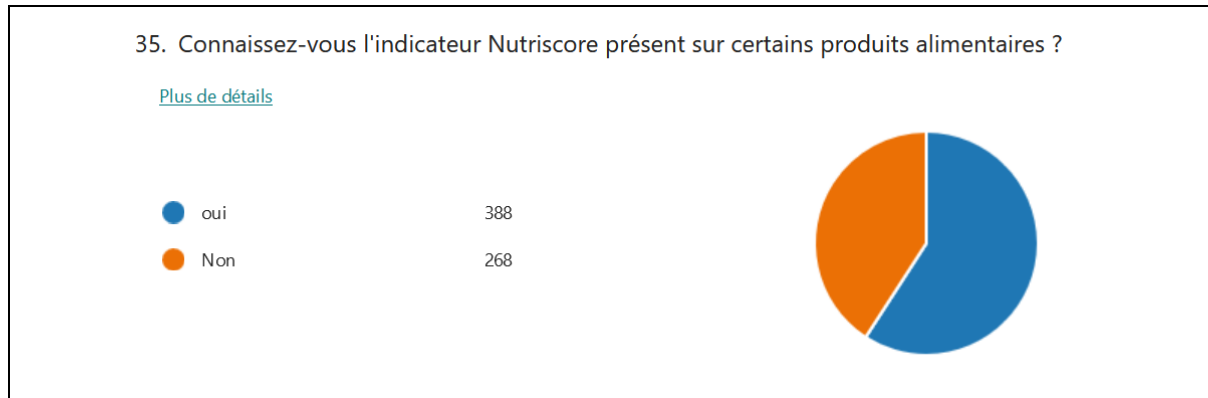 35. Connaissez-vous l'indicateur Nutriscore présent sur certains produits alimentaires ?
Plus de détails
oui 388
Non 268